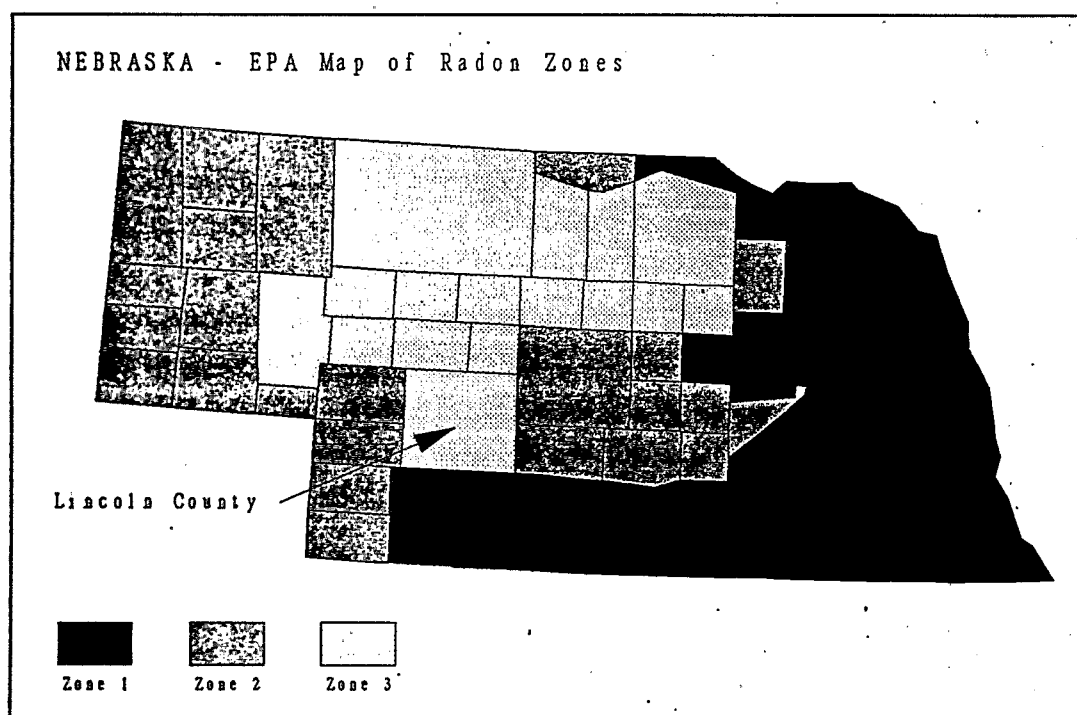 NEBRASKA - EPA Map of Radon Zones
Lincoln County
Zone 1
Zone 2
Zone 3